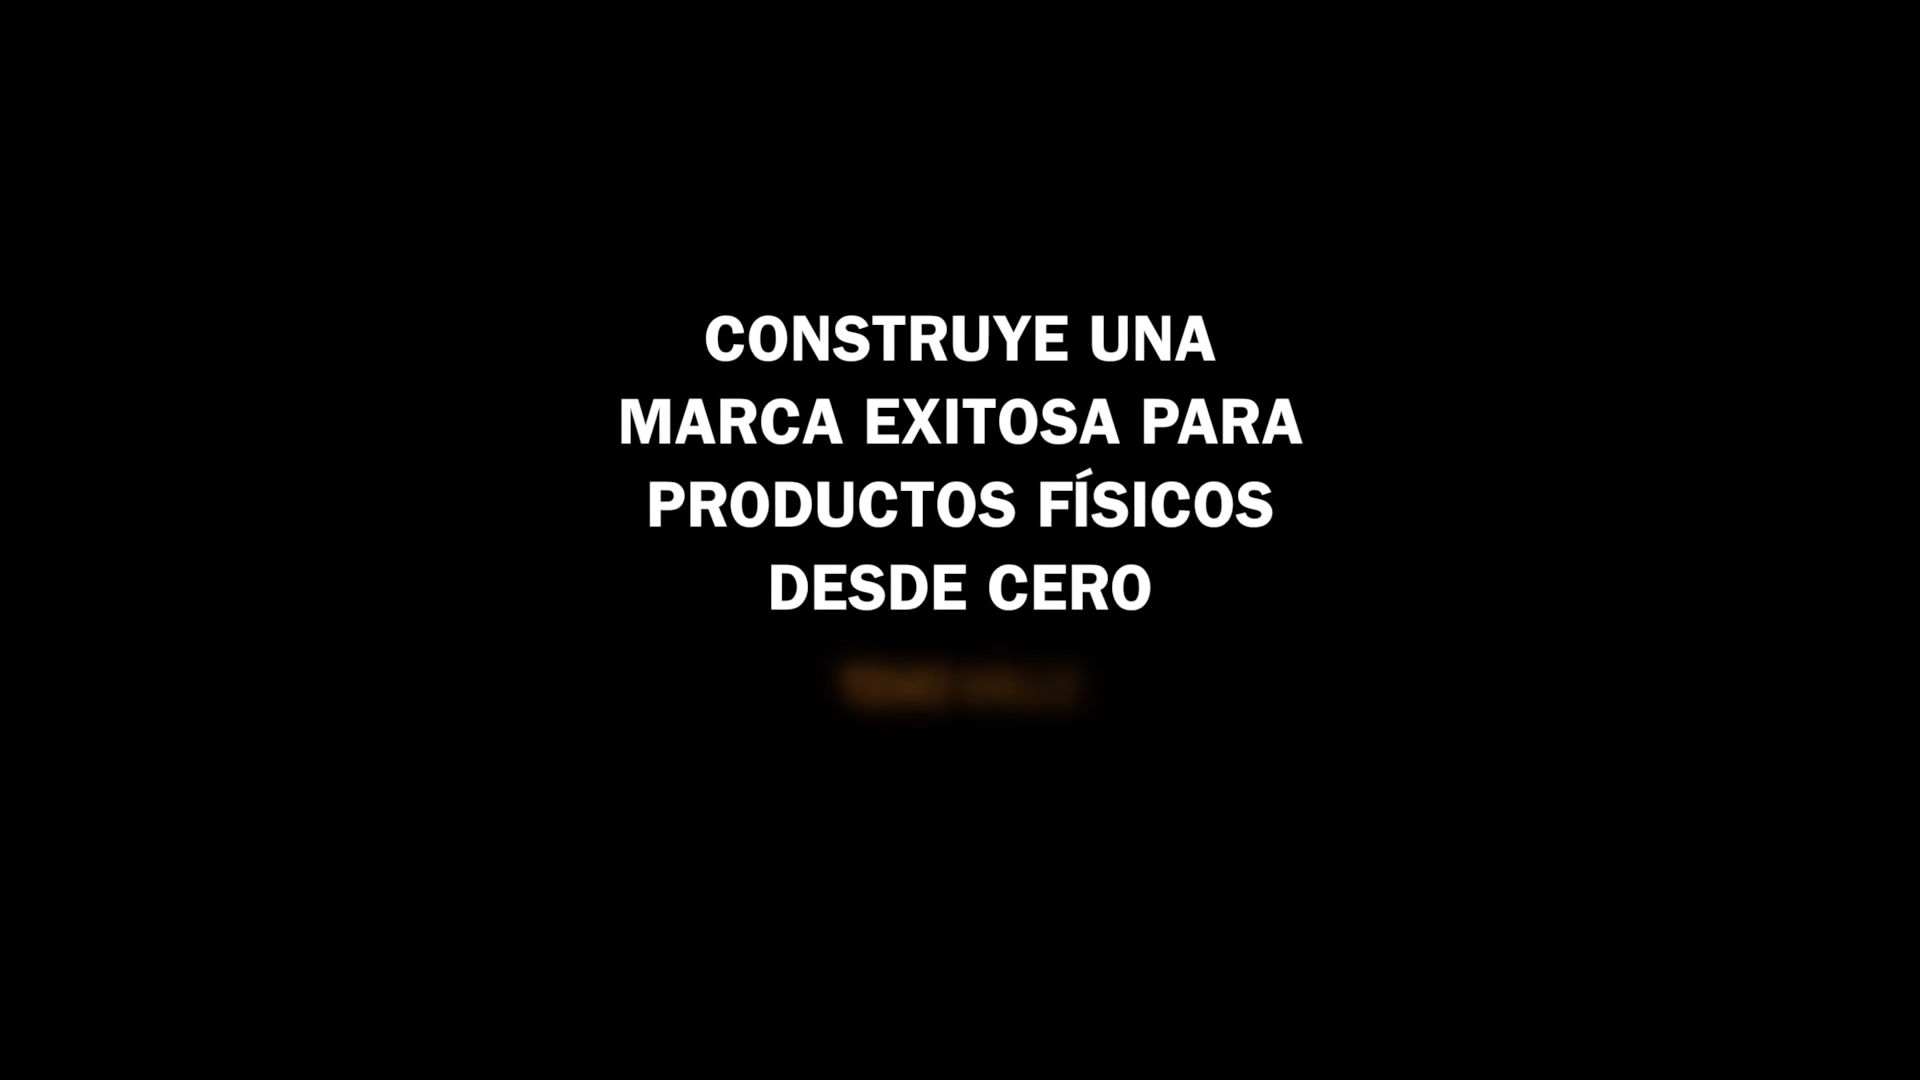 CONSTRUYE UNA
MARCA EXITOSA PARA
PRODUCTOS FÍSICOS
DESDE CERO